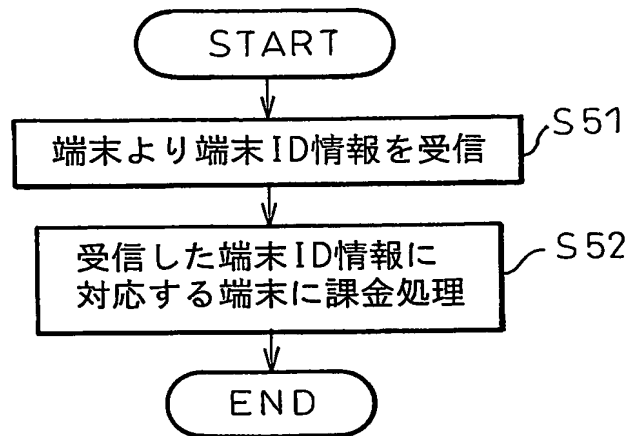 START
端末より端末ID情報を受信
S51
受信した端末ID情報に
対応する端末に課金処理
S52
END